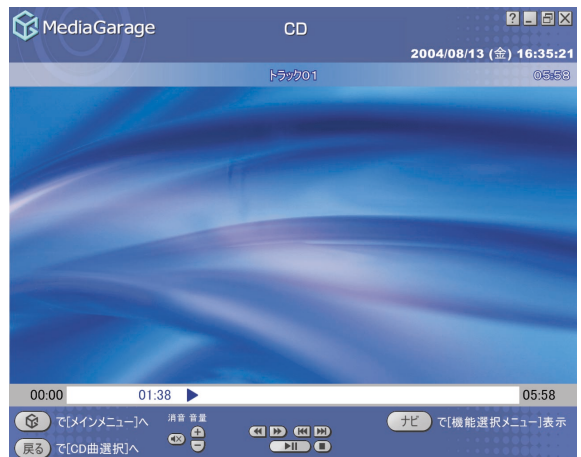 MediaGarage
CD
2004/08/13 (金) 16:35:21
トラック01
05:58
00:00
01:38
05:58
で[メインメニュー]へ
消音 音量
ナビ で[機能選択メニュー]表示
戻る で[CD曲選択]へ